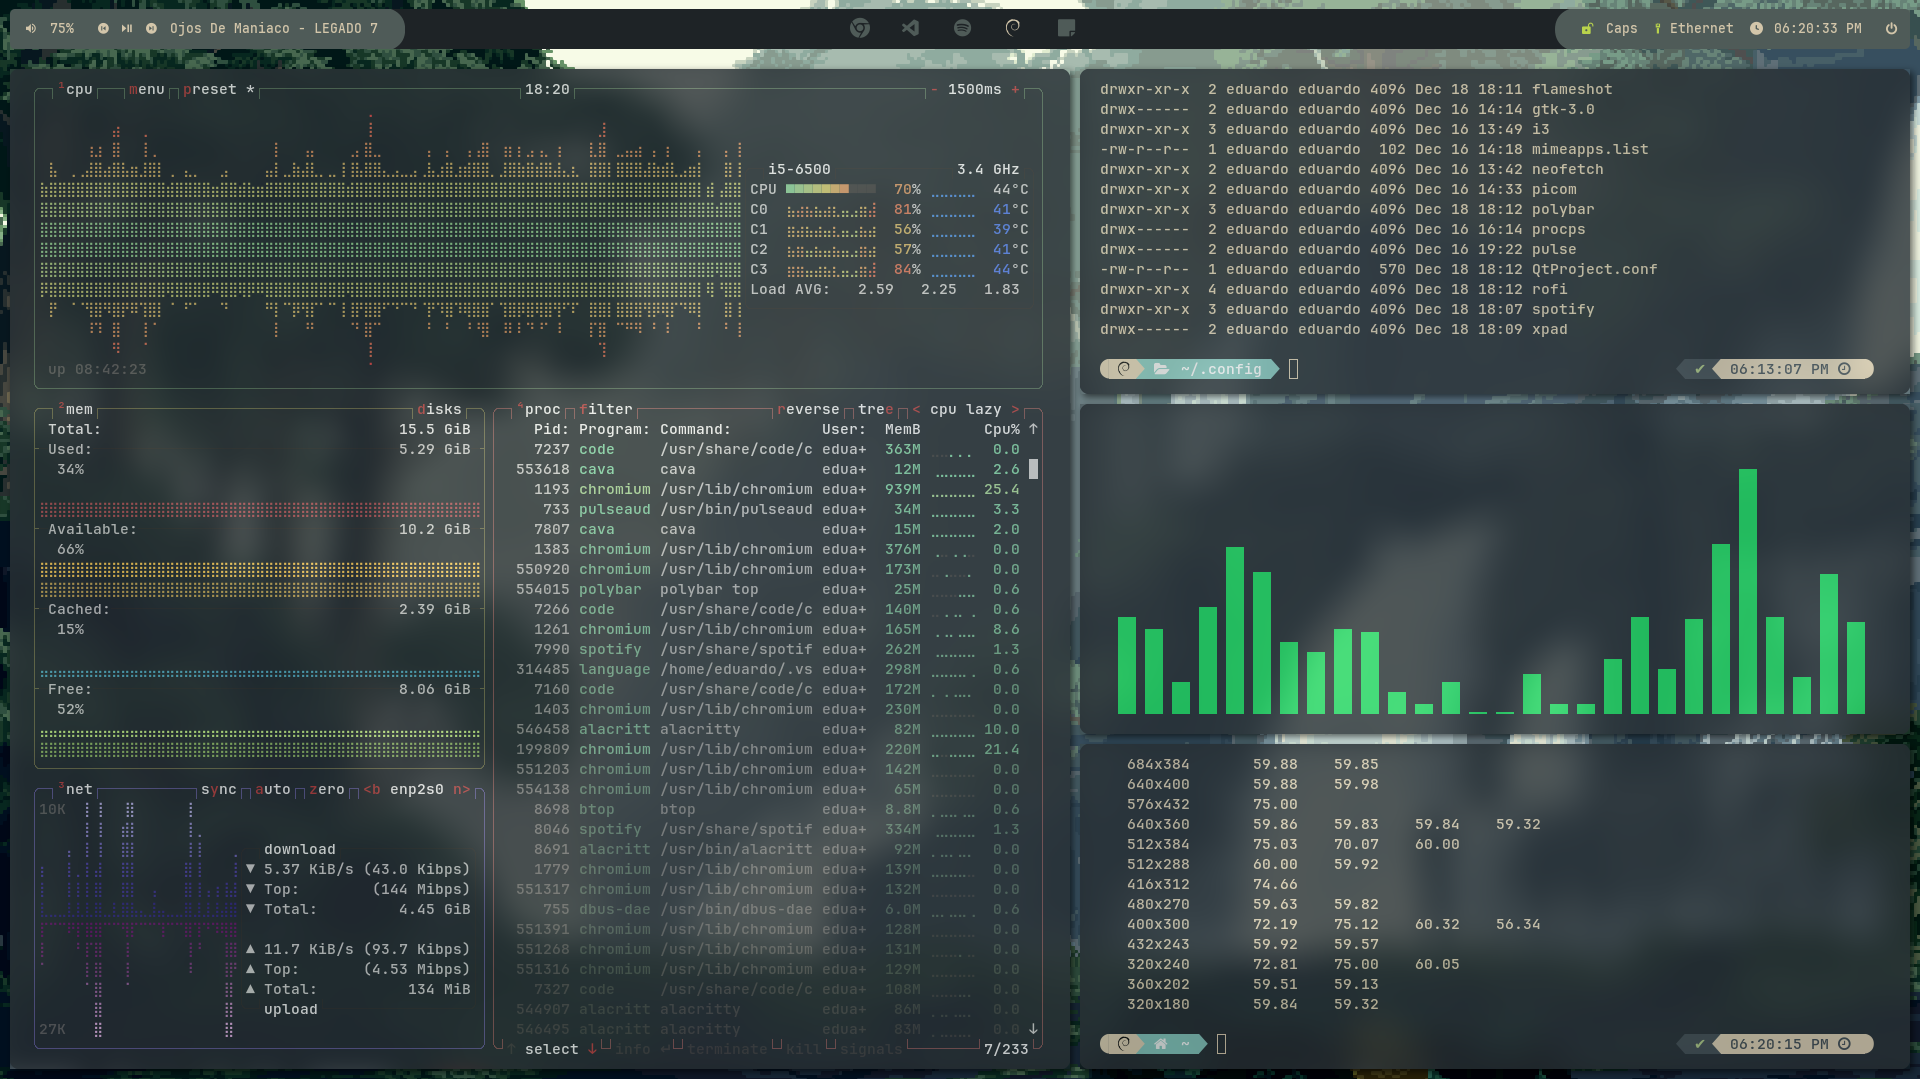 75% Ojos De Maniaco - LEGADO 7
Caps Ethernet 06:20:33 PM
¹cpu menu preset * 18:20 - 1500ms +
i5-6500 3.4 GHz
CPU 70% 44°C
C0 81% 41°C
C1 56% 39°C
C2 57% 41°C
C3 84% 44°C
Load AVG: 2.59 2.25 1.83
up 08:42:23
²mem disks
Total: 15.5 GiB
Used: 5.29 GiB
34%
Available: 10.2 GiB
66%
Cached: 2.39 GiB
15%
Free: 8.06 GiB
52%
³net sync auto zero <b enp2s0 n>
10K
download
▼ 5.37 KiB/s (43.0 Kibps)
▼ Top: (144 Mibps)
▼ Total: 4.45 GiB
▲ 11.7 KiB/s (93.7 Kibps)
▲ Top: (4.53 Mibps)
▲ Total: 134 MiB
upload
27K
⁴proc filter reverse tree < cpu lazy >
Pid: Program: Command: User: MemB Cpu% ↑
7237 code /usr/share/code/c edua+ 363M 0.0
553618 cava cava edua+ 12M 2.6
1193 chromium /usr/lib/chromium edua+ 939M 25.4
733 pulseaud /usr/bin/pulseaud edua+ 34M 3.3
7807 cava cava edua+ 15M 2.0
1383 chromium /usr/lib/chromium edua+ 376M 0.0
550920 chromium /usr/lib/chromium edua+ 173M 0.0
554015 polybar polybar top edua+ 25M 0.6
7266 code /usr/share/code/c edua+ 140M 0.6
1261 chromium /usr/lib/chromium edua+ 165M 8.6
7990 spotify /usr/share/spotif edua+ 262M 1.3
314485 language /home/eduardo/.vs edua+ 298M 0.6
7160 code /usr/share/code/c edua+ 172M 0.0
1403 chromium /usr/lib/chromium edua+ 230M 0.0
546458 alacritt alacritty edua+ 82M 10.0
199809 chromium /usr/lib/chromium edua+ 220M 21.4
551203 chromium /usr/lib/chromium edua+ 142M 0.0
554138 chromium /usr/lib/chromium edua+ 65M 0.0
8698 btop btop edua+ 8.8M 0.6
8046 spotify /usr/share/spotif edua+ 334M 1.3
8691 alacritt /usr/bin/alacritt edua+ 92M 0.0
1779 chromium /usr/lib/chromium edua+ 139M 0.0
551317 chromium /usr/lib/chromium edua+ 132M 0.0
755 dbus-dae /usr/bin/dbus-dae edua+ 6.0M 0.6
551391 chromium /usr/lib/chromium edua+ 128M 0.0
551268 chromium /usr/lib/chromium edua+ 131M 0.0
551316 chromium /usr/lib/chromium edua+ 129M 0.0
7327 code /usr/share/code/c edua+ 108M 0.0
544907 alacritt alacritty edua+ 86M 0.0
546495 alacritt alacritty edua+ 83M 0.0 ↓
↑ select ↓ info ↵ terminate kill signals 7/233
drwxr-xr-x 2 eduardo eduardo 4096 Dec 18 18:11 flameshot
drwx------ 2 eduardo eduardo 4096 Dec 16 14:14 gtk-3.0
drwxr-xr-x 3 eduardo eduardo 4096 Dec 16 13:49 i3
-rw-r--r-- 1 eduardo eduardo 102 Dec 16 14:18 mimeapps.list
drwxr-xr-x 2 eduardo eduardo 4096 Dec 16 13:42 neofetch
drwxr-xr-x 2 eduardo eduardo 4096 Dec 16 14:33 picom
drwxr-xr-x 3 eduardo eduardo 4096 Dec 18 18:12 polybar
drwx------ 2 eduardo eduardo 4096 Dec 18 16:14 procps
drwx------ 2 eduardo eduardo 4096 Dec 16 19:22 pulse
-rw-r--r-- 1 eduardo eduardo 570 Dec 18 18:12 QtProject.conf
drwxr-xr-x 4 eduardo eduardo 4096 Dec 18 18:12 rofi
drwxr-xr-x 3 eduardo eduardo 4096 Dec 18 18:07 spotify
drwx------ 2 eduardo eduardo 4096 Dec 18 18:09 xpad
~/.config ✔ 06:13:07 PM
684x384 59.88 59.85
640x400 59.88 59.98
576x432 75.00
640x360 59.86 59.83 59.84 59.32
512x384 75.03 70.07 60.00
512x288 60.00 59.92
416x312 74.66
480x270 59.63 59.82
400x300 72.19 75.12 60.32 56.34
432x243 59.92 59.57
320x240 72.81 75.00 60.05
360x202 59.51 59.13
320x180 59.84 59.32
~ ✔ 06:20:15 PM